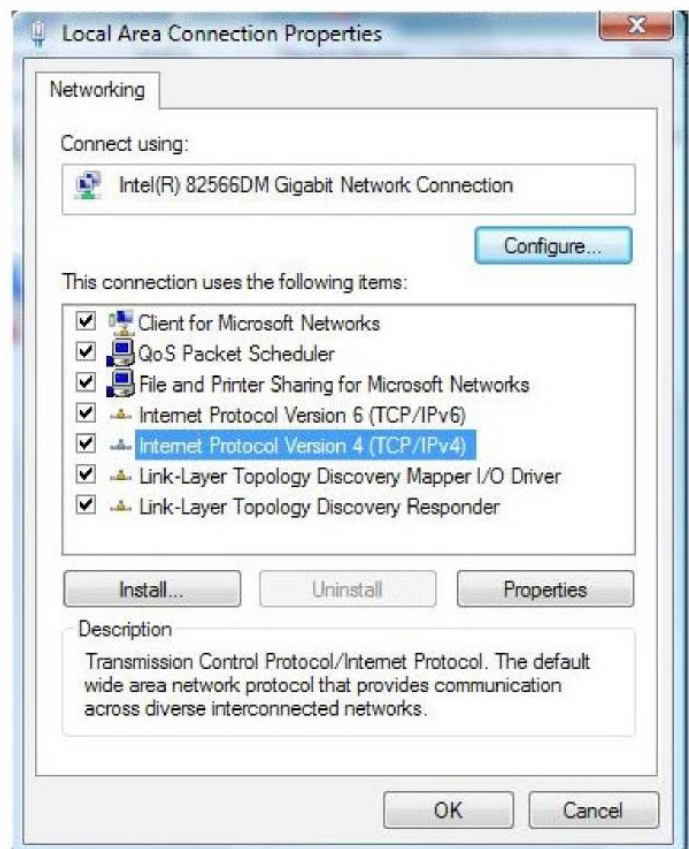 Local Area Connection Properties
Networking
Connect using:
Intel(R) 82566DM Gigabit Network Connection
Configure...
This connection uses the following items:
Client for Microsoft Networks
QoS Packet Scheduler
File and Printer Sharing for Microsoft Networks
Internet Protocol Version 6 (TCP/IPv6)
Internet Protocol Version 4 (TCP/IPv4)
Link-Layer Topology Discovery Mapper I/O Driver
Link-Layer Topology Discovery Responder
Install...
Uninstall
Properties
Description
Transmission Control Protocol/Internet Protocol. The default
wide area network protocol that provides communication
across diverse interconnected networks.
OK
Cancel